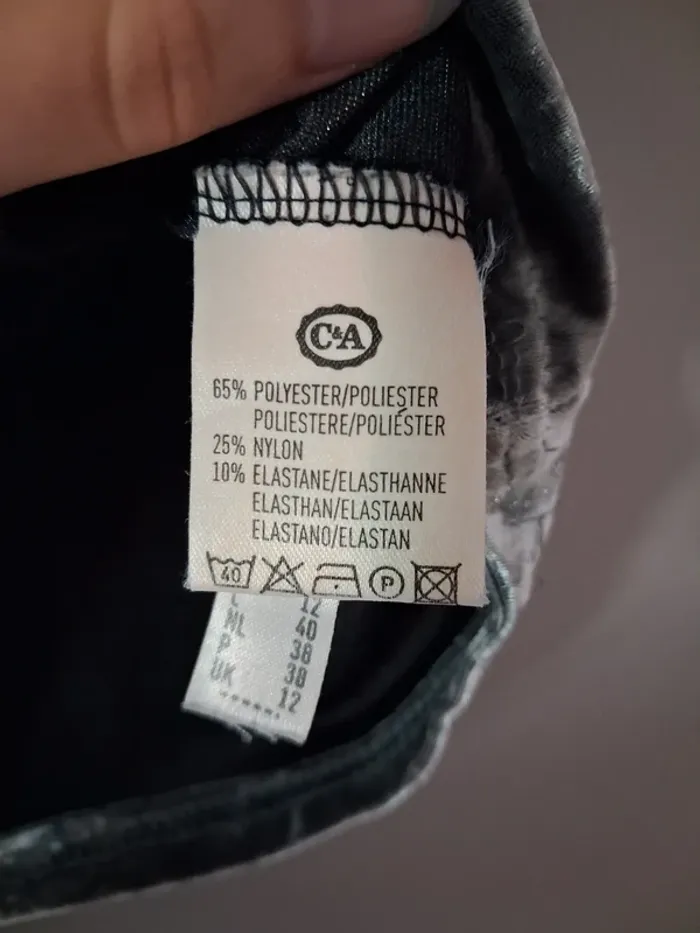 C&A
65% POLYESTER/POLIESTER
POLIESTERE/POLIÉSTER
25% NYLON
10% ELASTANE/ELASTHANNE
ELASTHAN/ELASTAAN
ELASTANO/ELASTAN
40 P
12
NL 40
P 38
UK 38
12